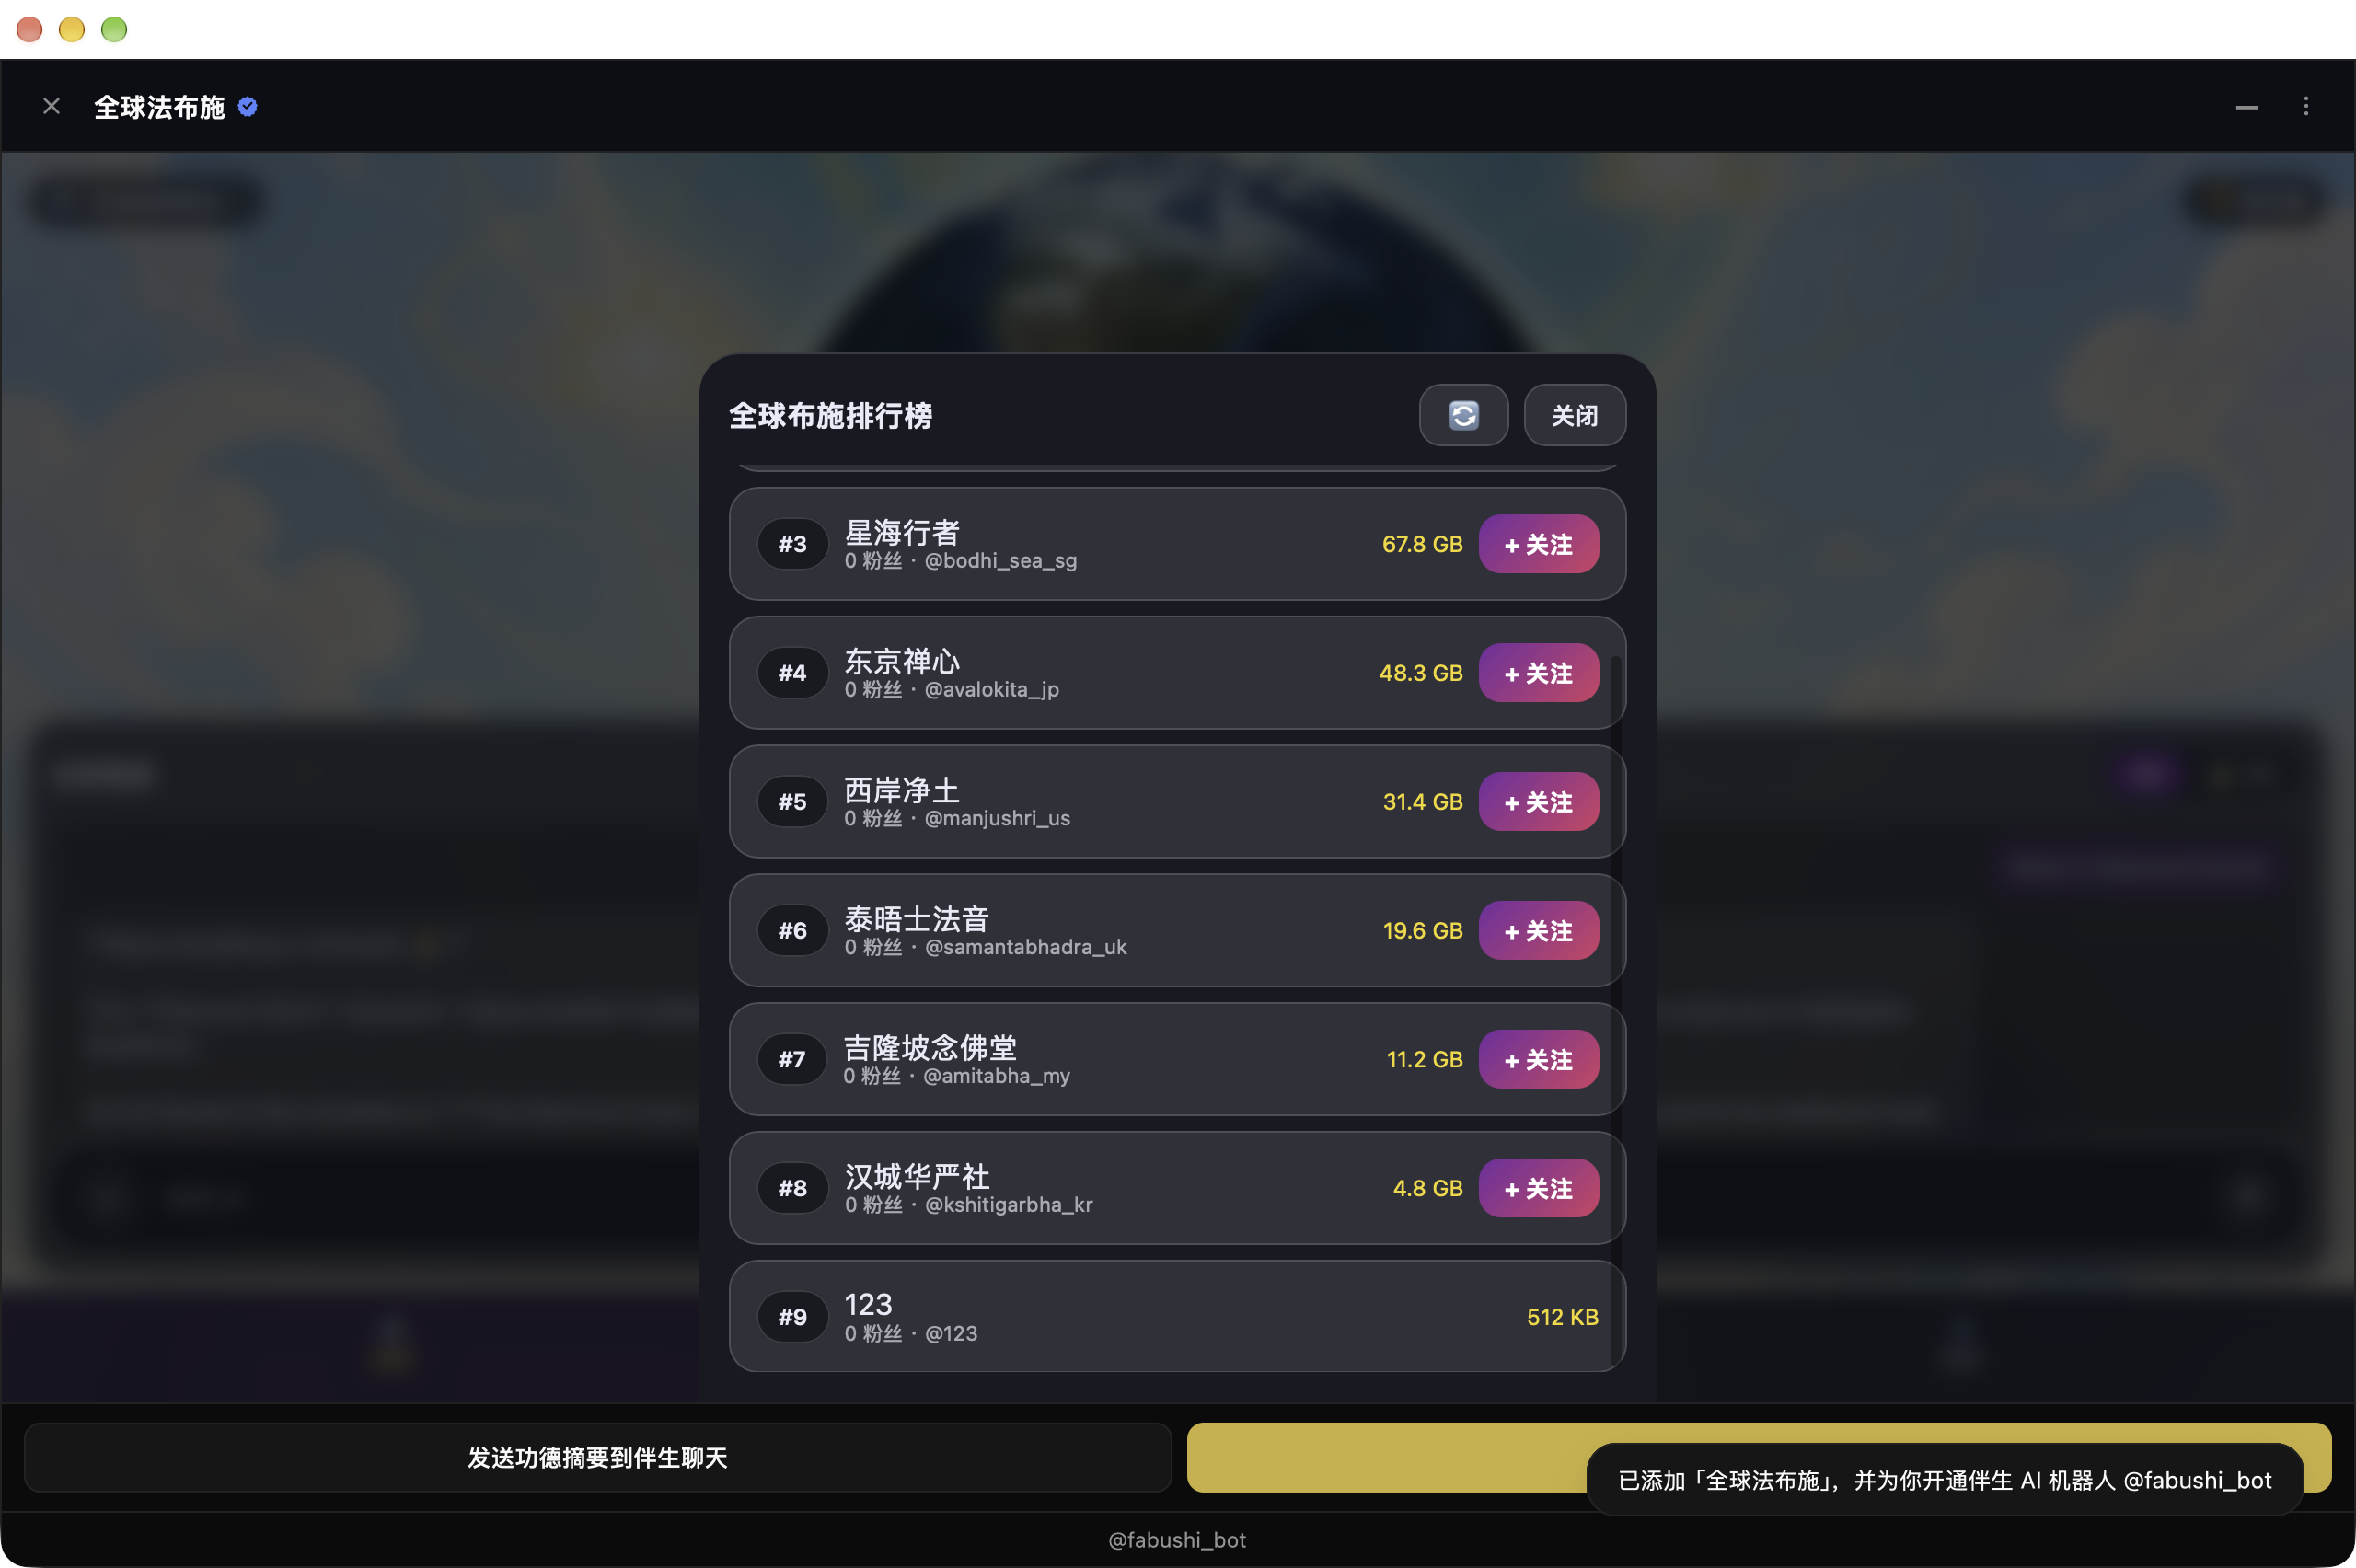 全球法布施
全球布施排行榜
关闭
#3
星海行者
0 粉丝 · @bodhi_sea_sg
67.8 GB
+ 关注
#4
东京禅心
0 粉丝 · @avalokita_jp
48.3 GB
+ 关注
#5
西岸净土
0 粉丝 · @manjushri_us
31.4 GB
+ 关注
#6
泰晤士法音
0 粉丝 · @samantabhadra_uk
19.6 GB
+ 关注
#7
吉隆坡念佛堂
0 粉丝 · @amitabha_my
11.2 GB
+ 关注
#8
汉城华严社
0 粉丝 · @kshitigarbha_kr
4.8 GB
+ 关注
#9
123
0 粉丝 · @123
512 KB
发送功德摘要到伴生聊天
已添加「全球法布施」，并为你开通伴生 AI 机器人 @fabushi_bot
@fabushi_bot